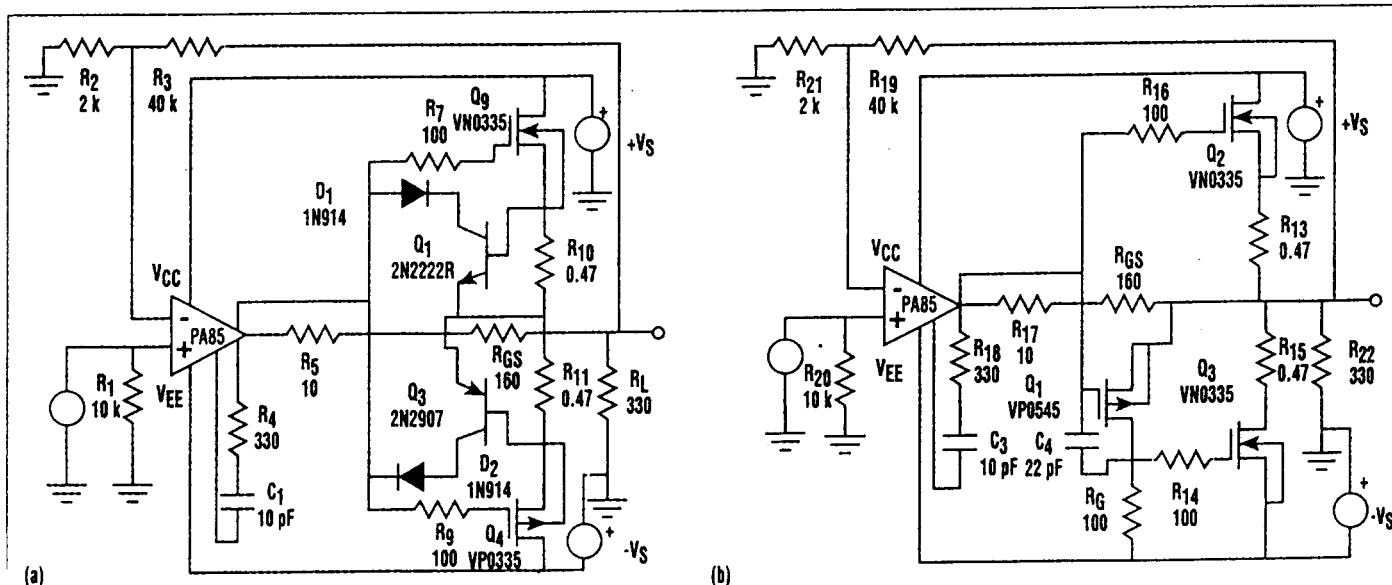 R2
2 k
R3
40 k
Q9
VN0335
R7
100
+
+VS
D1
1N914
Q1
2N2222R
R10
0.47
VCC
-
PA85
+
VEE
R1
10 k
R5
10
RGS
160
R4
330
Q3
2N2907
R11
0.47
RL
330
C1
10 pF
D2
1N914
R9
100
Q4
VP0335
+
-VS
(a)
R21
2 k
R19
40 k
R16
100
Q2
VN0335
+
+VS
R13
0.47
VCC
RGS
160
-
PA85
+
VEE
R20
10 k
R18
330
R17
10
Q1
VP0545
Q3
VN0335
R15
0.47
R22
330
C3
10 pF
C4
22 pF
RG
100
R14
100
+
-VS
(b)